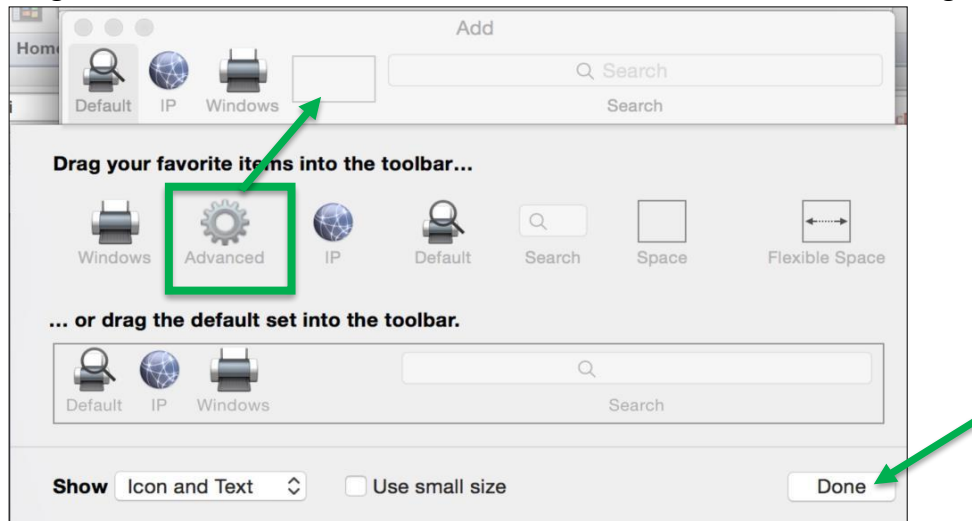 Add
Home
Search
Default IP Windows Search
Drag your favorite items into the toolbar...
Windows Advanced IP Default Search Space Flexible Space
... or drag the default set into the toolbar.
Default IP Windows Search
Show Icon and Text Use small size Done